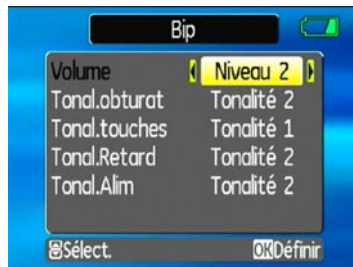 Bip
Volume Niveau 2
Tonal.obturat Tonalité 2
Tonal.touches Tonalité 1
Tonal.Retard Tonalité 2
Tonal.Alim Tonalité 2
Sélect. OK Définir